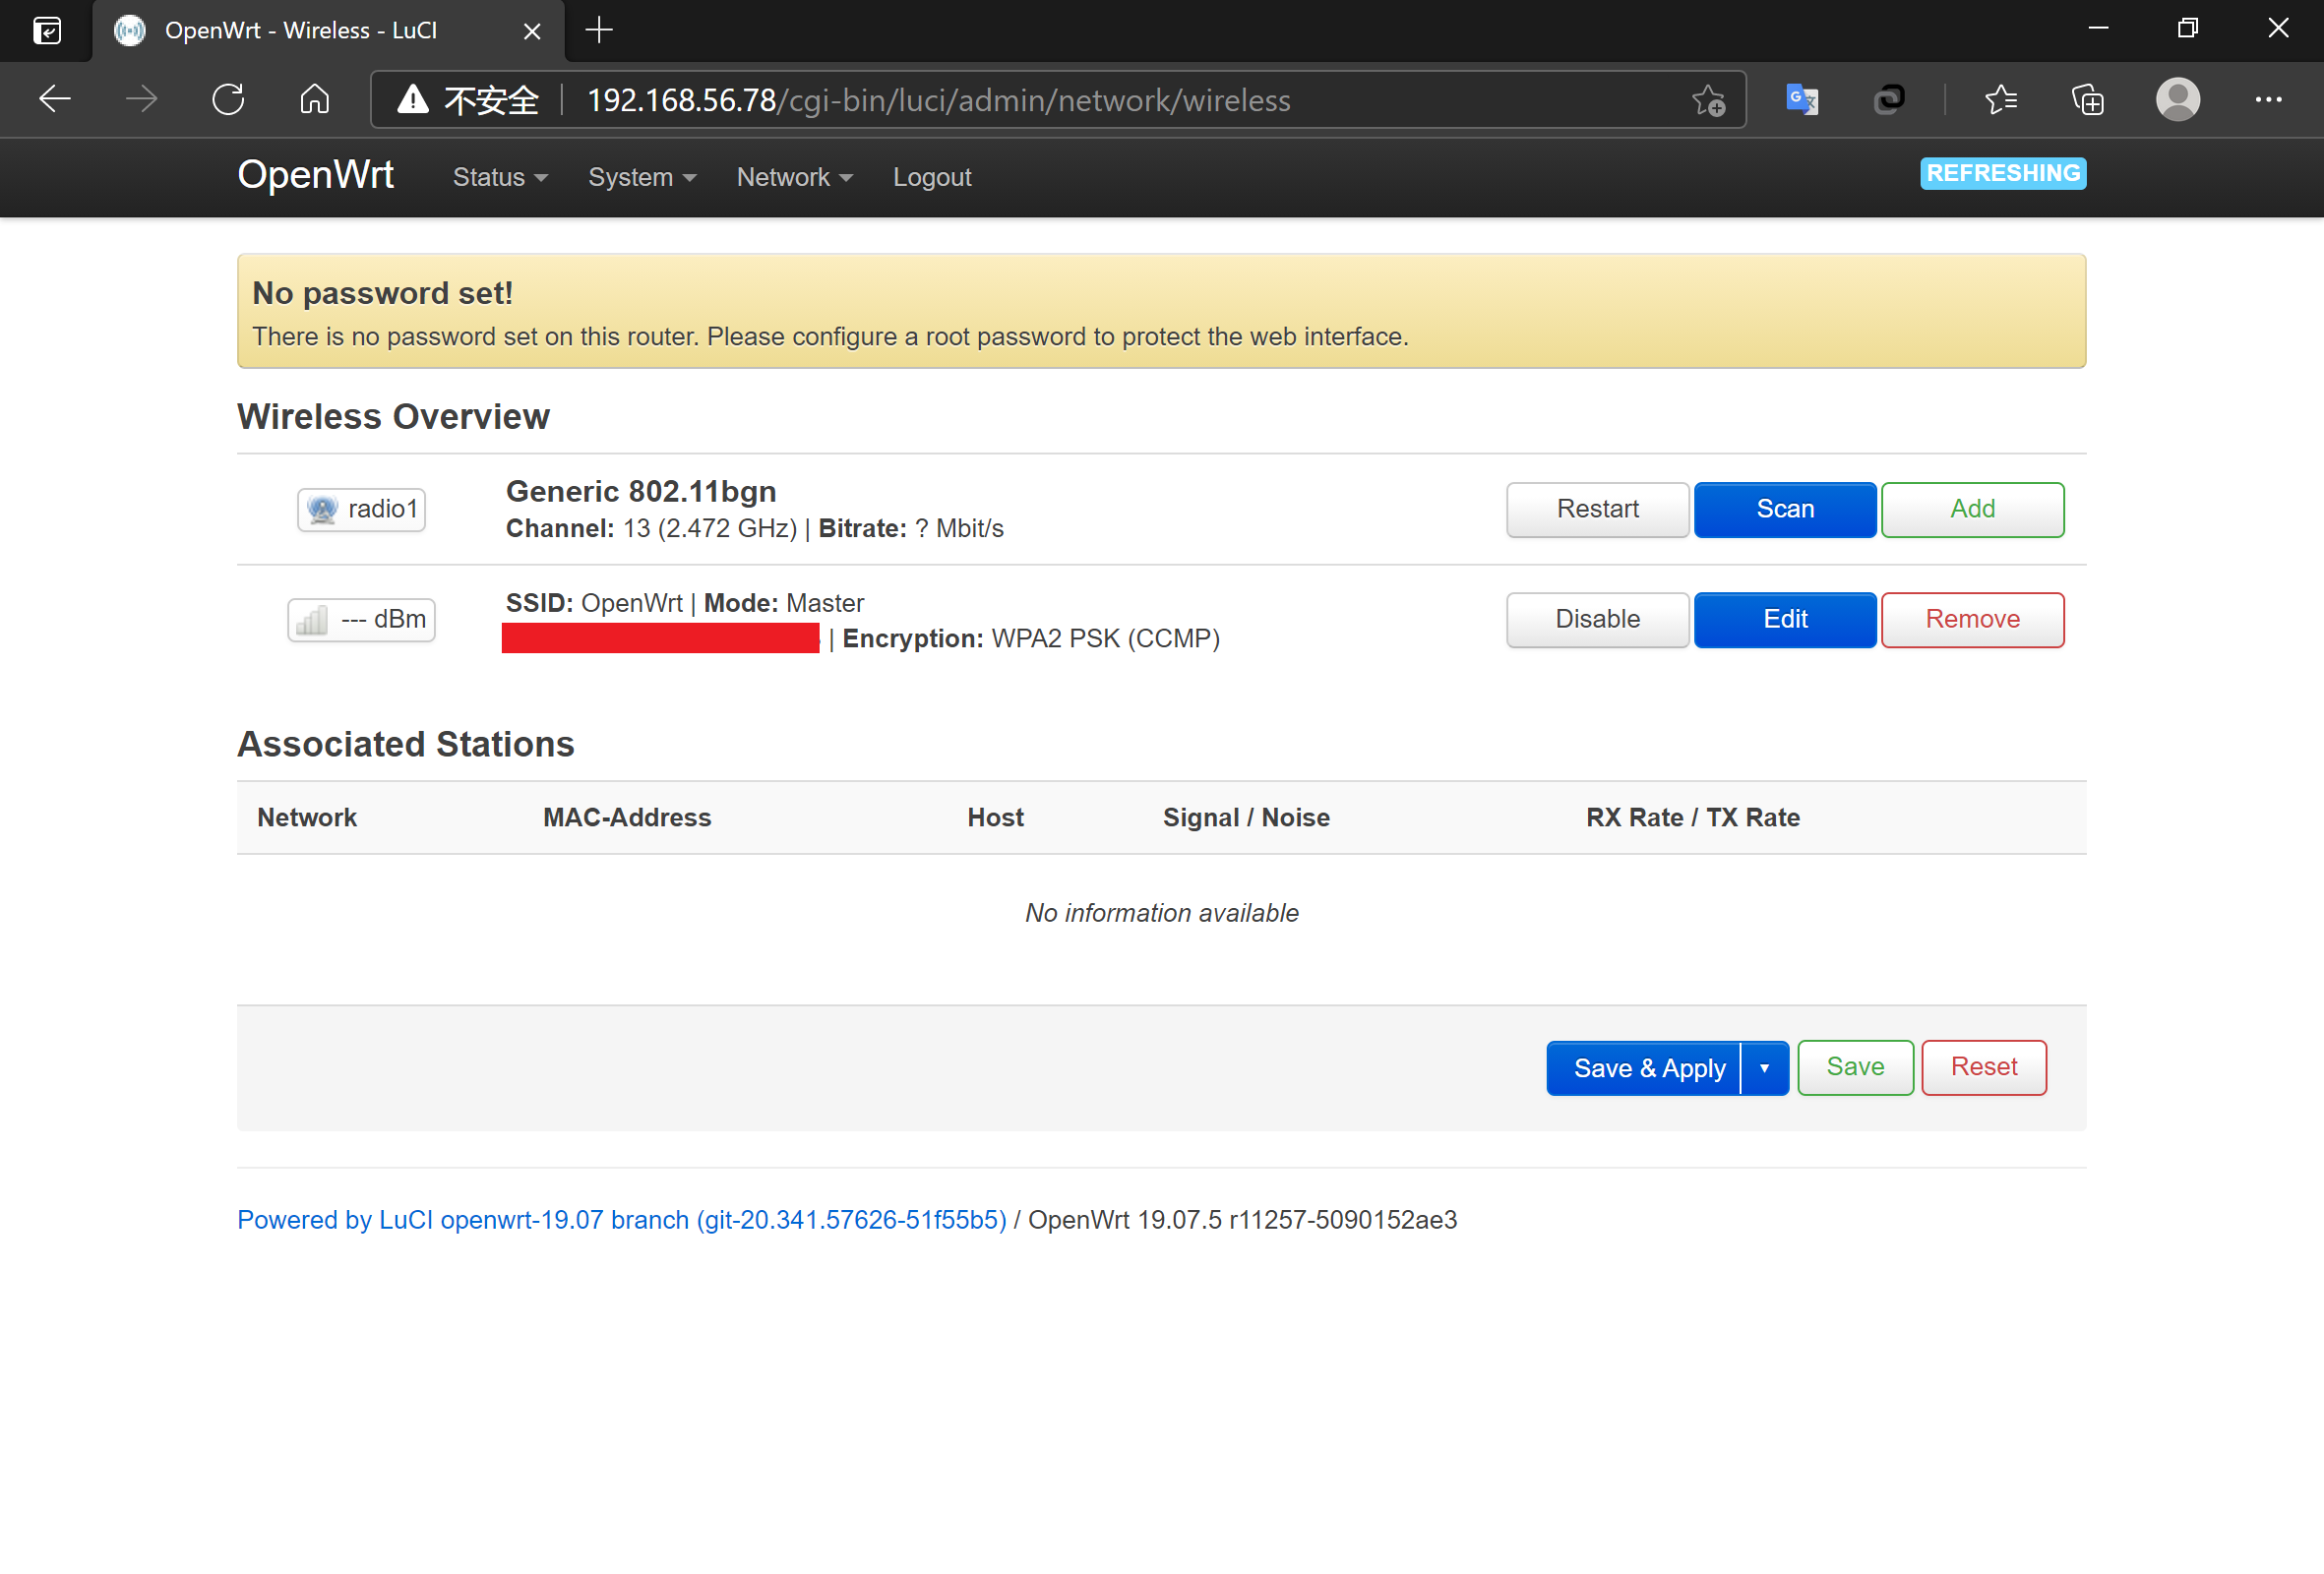 OpenWrt - Wireless - LuCI
不安全 192.168.56.78/cgi-bin/luci/admin/network/wireless
OpenWrt Status System Network Logout REFRESHING
No password set!
There is no password set on this router. Please configure a root password to protect the web interface.
Wireless Overview
radio1
Generic 802.11bgn
Channel: 13 (2.472 GHz) | Bitrate: ? Mbit/s
Restart Scan Add
--- dBm
SSID: OpenWrt | Mode: Master
| Encryption: WPA2 PSK (CCMP)
Disable Edit Remove
Associated Stations
Network MAC-Address Host Signal / Noise RX Rate / TX Rate
No information available
Save & Apply Save Reset
Powered by LuCI openwrt-19.07 branch (git-20.341.57626-51f55b5) / OpenWrt 19.07.5 r11257-5090152ae3